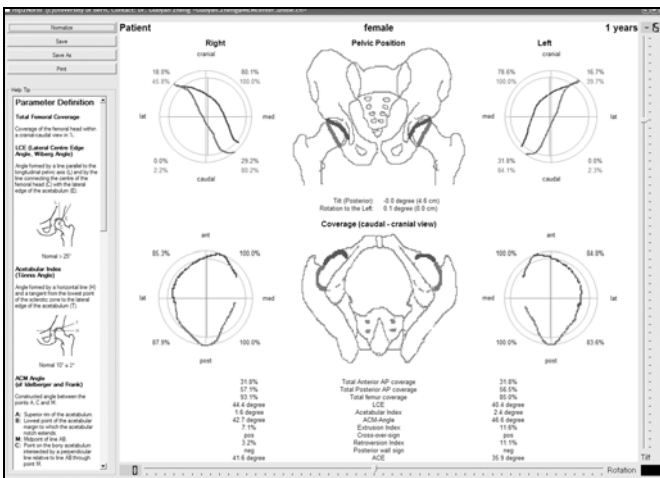 Normalize
Save
Save As
Print
Help Tip
Parameter Definition
Total Femoral Coverage
Coverage of the femoral head within
a cranial-caudal view in %.
LCE (Lateral Centre Edge
Angle, Wiberg Angle)
Angle formed by a line parallel to the
longitudinal pelvic axis (L) and by the
line connecting the centre of the
femoral head (C) with the lateral
edge of the acetabulum (E).
Normal > 25°
Acetabular Index
(Tönnis Angle)
Angle formed by a horizontal line (H)
and a tangent from the lowest point
of the sclerotic zone to the lateral
edge of the acetabulum (T).
Normal 10° ± 2°
ACM Angle
(of Idelberger and Frank)
Constructed angle between the
points A, C and M.
A: Superior rim of the acetabulum.
B: Lowest point of the acetabular
margin to which the acetabular
notch extends.
M: Midpoint of line AB.
C: Point on the bony acetabulum
intersected by a perpendicular
line relative to line AB through
point M.
Patient female 1 years
Right Pelvic Position Left
cranial cranial
80.1% 78.6% 16.7%
45.8% 100.0% 100.0% 39.7%
lat med med lat
0.0% 29.2% 31.8% 0.0%
2.2% 80.2% 84.1% 2.3%
caudal caudal
Tilt (Posterior): -0.0 degree (4.6 cm)
Rotation to the Left: 0.1 degree (0.0 cm)
Coverage (caudal - cranial view)
ant ant
85.3% 100.0% 100.0% 84.8%
lat med med lat
87.9% 100.0% 100.0% 83.6%
post post
31.8% Total Anterior AP coverage 31.8%
57.1% Total Posterior AP coverage 56.5%
93.1% Total femur coverage 85.0%
44.4 degree LCE 40.4 degree
1.6 degree Acetabular Index 2.4 degree
42.7 degree ACM-Angle 46.6 degree
7.1% Extrusion Index 11.6%
pos Cross-over-sign pos
3.2% Retroversion Index 11.1%
neg Posterior wall sign neg
41.6 degree ACE 35.9 degree
Tilt
Rotation